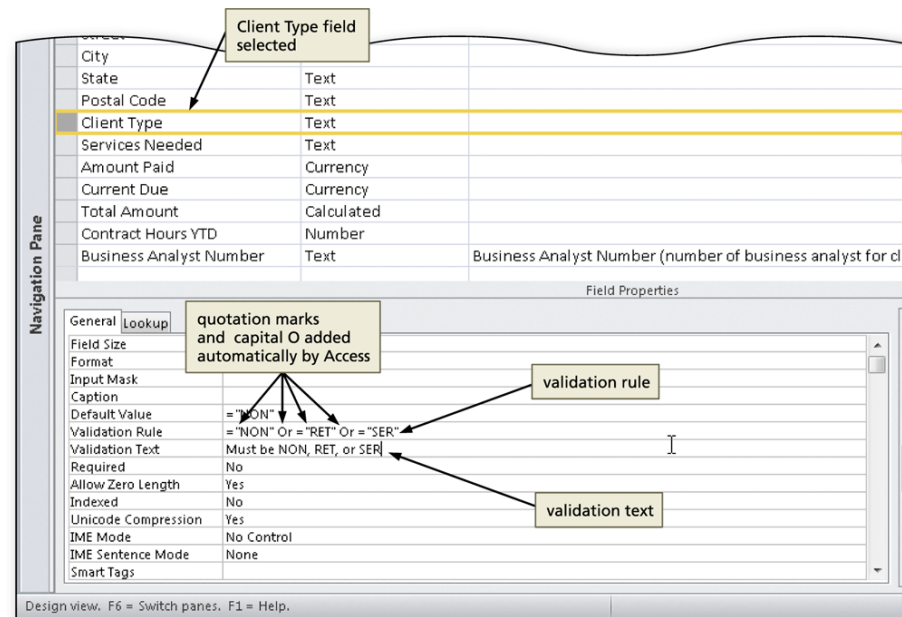 Client Type field
selected
City
State Text
Postal Code Text
Client Type Text
Services Needed Text
Amount Paid Currency
Current Due Currency
Total Amount Calculated
Contract Hours YTD Number
Business Analyst Number Text Business Analyst Number (number of business analyst for cl
Navigation Pane
Field Properties
General Lookup
quotation marks
and capital O added
automatically by Access
Field Size
Format
Input Mask
Caption
validation rule
Default Value ="NON"
Validation Rule ="NON" Or ="RET" Or ="SER"
Validation Text Must be NON, RET, or SER
Required No
Allow Zero Length Yes
Indexed No
validation text
Unicode Compression Yes
IME Mode No Control
IME Sentence Mode None
Smart Tags
Design view. F6 = Switch panes. F1 = Help.